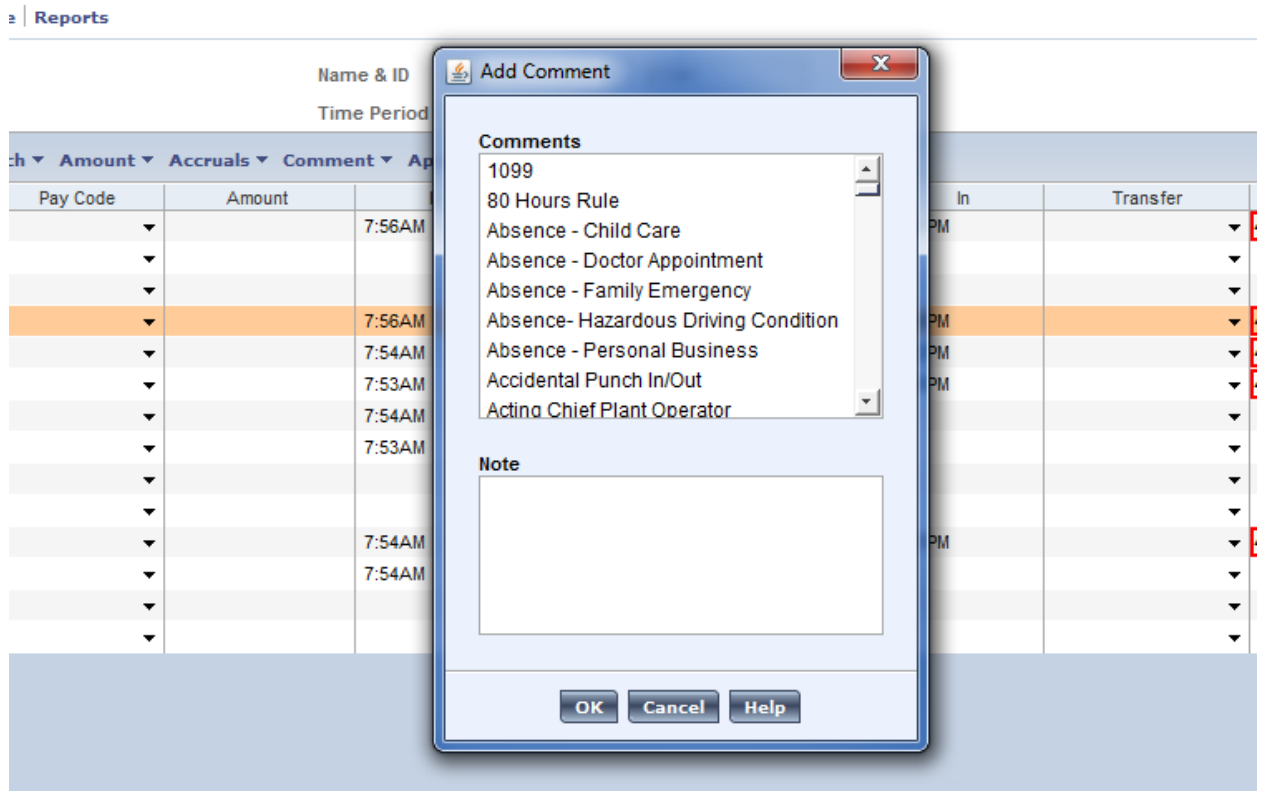 e Reports
Name & ID
Time Period
Add Comment
X
Comments
1099
80 Hours Rule
Absence - Child Care
Absence - Doctor Appointment
Absence - Family Emergency
Absence- Hazardous Driving Condition
Absence - Personal Business
Accidental Punch In/Out
Acting Chief Plant Operator
Note
OK Cancel Help
ch Amount Accruals Comment Ap
Pay Code Amount In Transfer
7:56AM PM
7:56AM PM
7:54AM PM
7:53AM PM
7:54AM
7:53AM
7:54AM PM
7:54AM